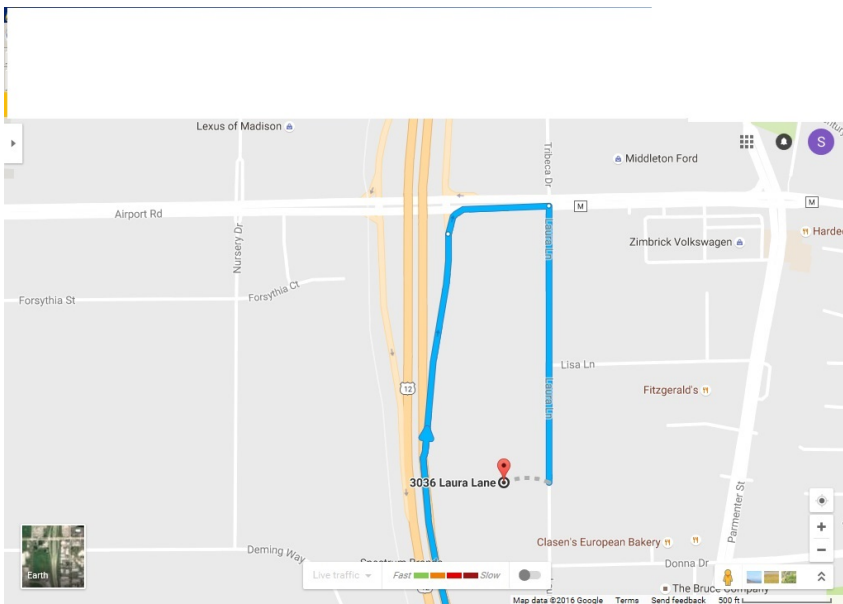 Lexus of Madison
Tribeca Dr
Middleton Ford
S
Airport Rd
M
M
Nursery Dr
Laura Ln
Zimbrick Volkswagen
Forsythia St
Forsythia Ct
Lisa Ln
12
Fitzgerald's
Laura Ln
3036 Laura Lane
Parmenter St
Clasen's European Bakery
Deming Way
Donna Dr
Earth
Live traffic
Fast
Slow
The Bruce Company
Map data ©2016 Google
Terms
Send feedback
500 ft